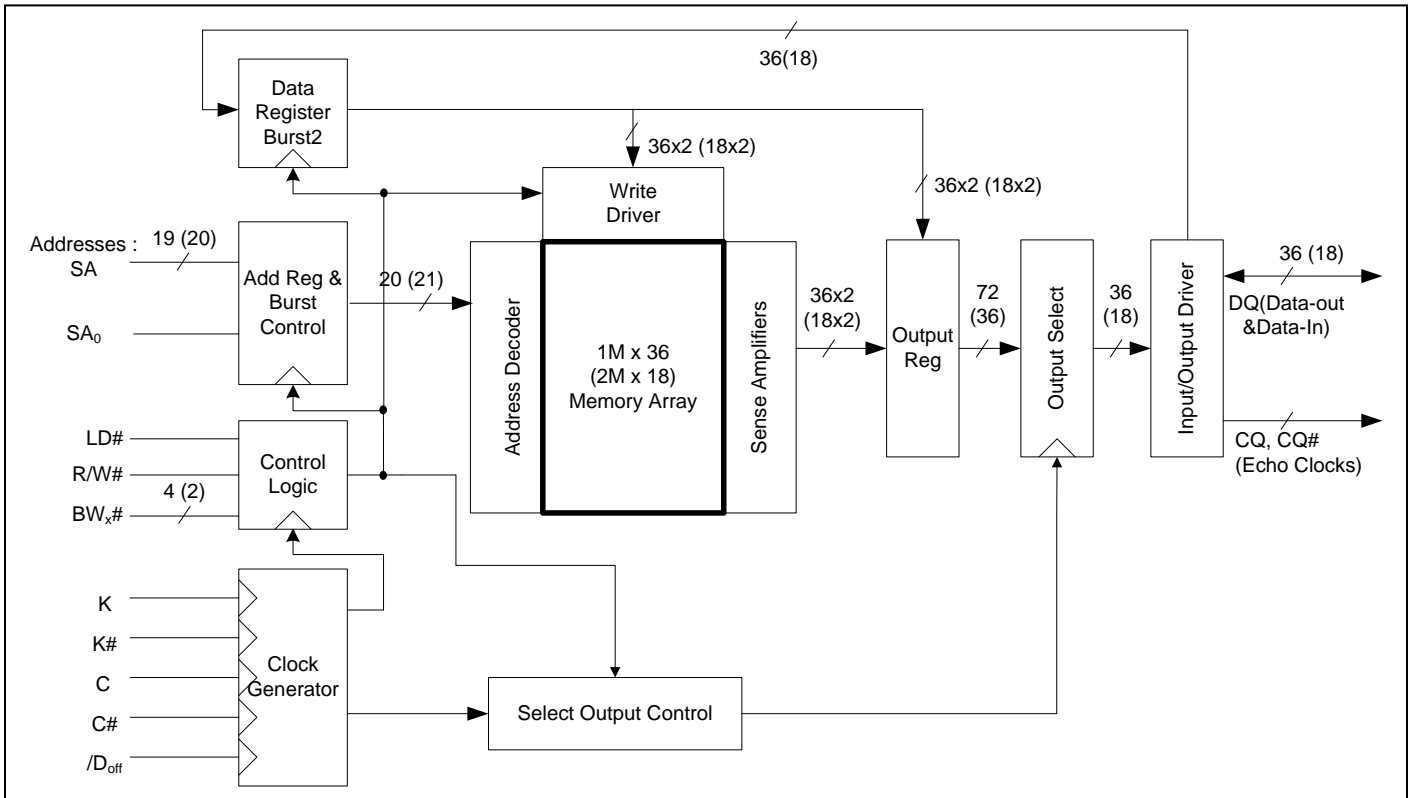 36(18)
Data
Register
Burst2
36x2 (18x2)
36x2 (18x2)
Write
Driver
Addresses :
SA
19 (20)
SA0
Add Reg &
Burst
Control
20 (21)
Address Decoder
1M x 36
(2M x 18)
Memory Array
Sense Amplifiers
36x2
(18x2)
Output
Reg
72
(36)
Output Select
36
(18)
Input/Output Driver
36 (18)
DQ(Data-out
&Data-In)
CQ, CQ#
(Echo Clocks)
LD#
R/W#
BWx#
4 (2)
Control
Logic
K
K#
C
C#
/Doff
Clock
Generator
Select Output Control